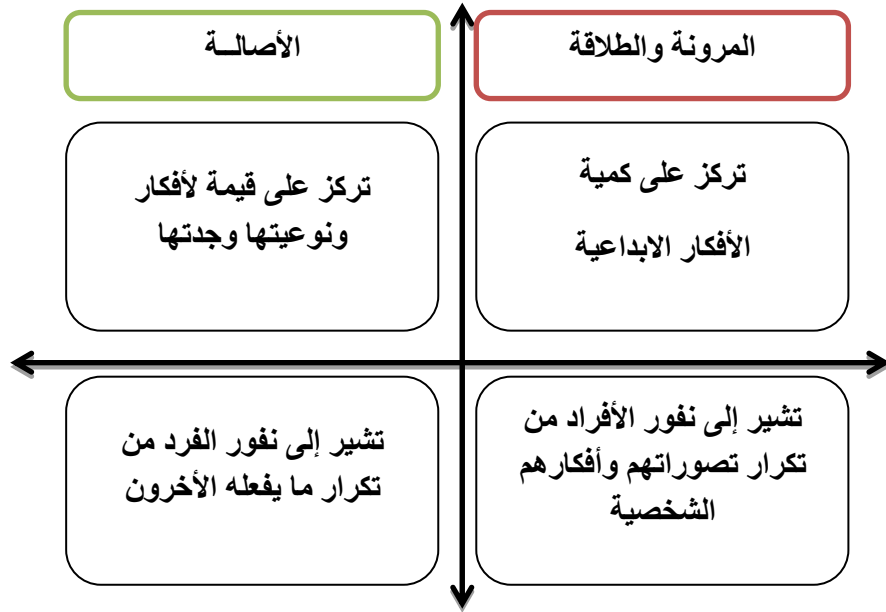 المرونة والطلاقة
الأصالــة
تركز على كمية
الأفكار الابداعية
تركز على قيمة لأفكار
ونوعيتها وجدتها
تشير إلى نفور الأفراد من
تكرار تصوراتهم وأفكارهم
الشخصية
تشير إلى نفور الفرد من
تكرار ما يفعله الأخرون